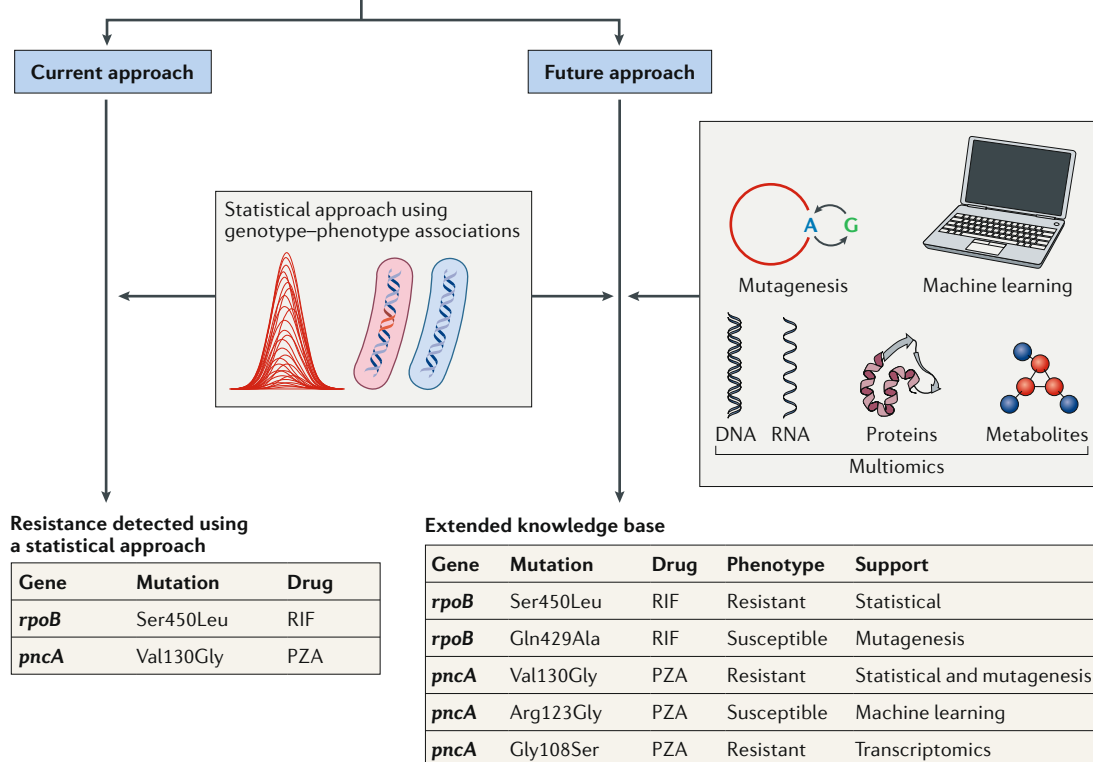 Current approach
Future approach
Statistical approach using
genotype–phenotype associations
A G
Mutagenesis
Machine learning
DNA RNA Proteins Metabolites
Multiomics
Resistance detected using
a statistical approach
Gene Mutation Drug
rpoB Ser450Leu RIF
pncA Val130Gly PZA
Extended knowledge base
Gene Mutation Drug Phenotype Support
rpoB Ser450Leu RIF Resistant Statistical
rpoB Gln429Ala RIF Susceptible Mutagenesis
pncA Val130Gly PZA Resistant Statistical and mutagenesis
pncA Arg123Gly PZA Susceptible Machine learning
pncA Gly108Ser PZA Resistant Transcriptomics